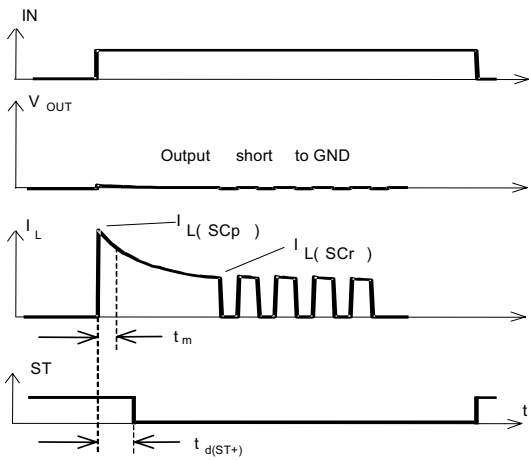 IN
V OUT
Output short to GND
I L
I L( SCp )
I L( SCr )
t m
ST
t
t d(ST+)